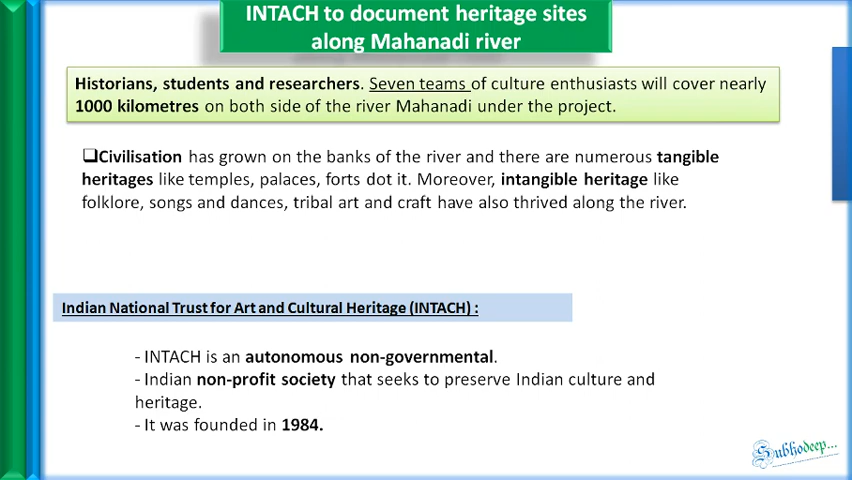 INTACH to document heritage sites
along Mahanadi river
Historians, students and researchers. Seven teams of culture enthusiasts will cover nearly
1000 kilometres on both side of the river Mahanadi under the project.
❑Civilisation has grown on the banks of the river and there are numerous tangible
heritages like temples, palaces, forts dot it. Moreover, intangible heritage like
folklore, songs and dances, tribal art and craft have also thrived along the river.
Indian National Trust for Art and Cultural Heritage (INTACH) :
- INTACH is an autonomous non-governmental.
- Indian non-profit society that seeks to preserve Indian culture and
heritage.
- It was founded in 1984.
Subhodeep...